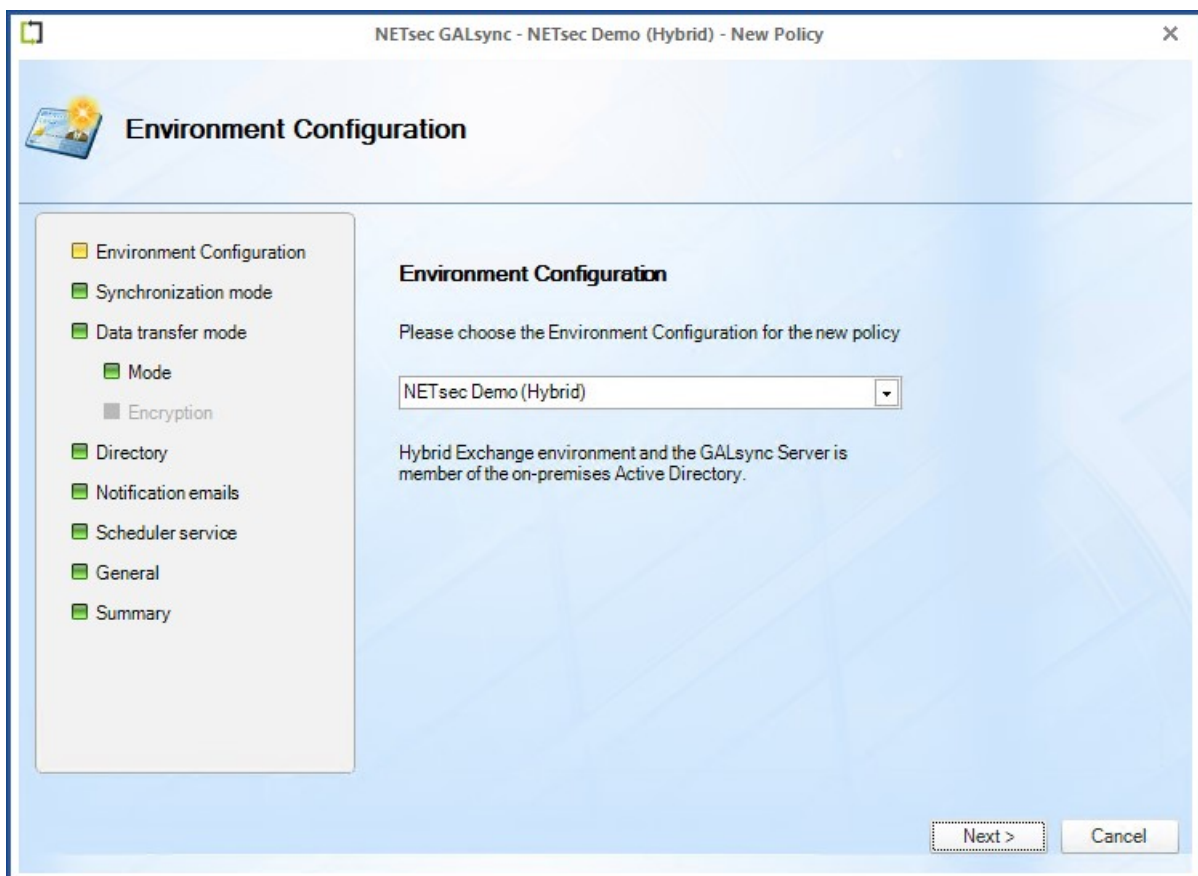 NETsec GALsync - NETsec Demo (Hybrid) - New Policy
Environment Configuration
Environment Configuration
Synchronization mode
Data transfer mode
Mode
Encryption
Directory
Notification emails
Scheduler service
General
Summary
Environment Configuration
Please choose the Environment Configuration for the new policy
NETsec Demo (Hybrid)
Hybrid Exchange environment and the GALsync Server is
member of the on-premises Active Directory.
Next >
Cancel